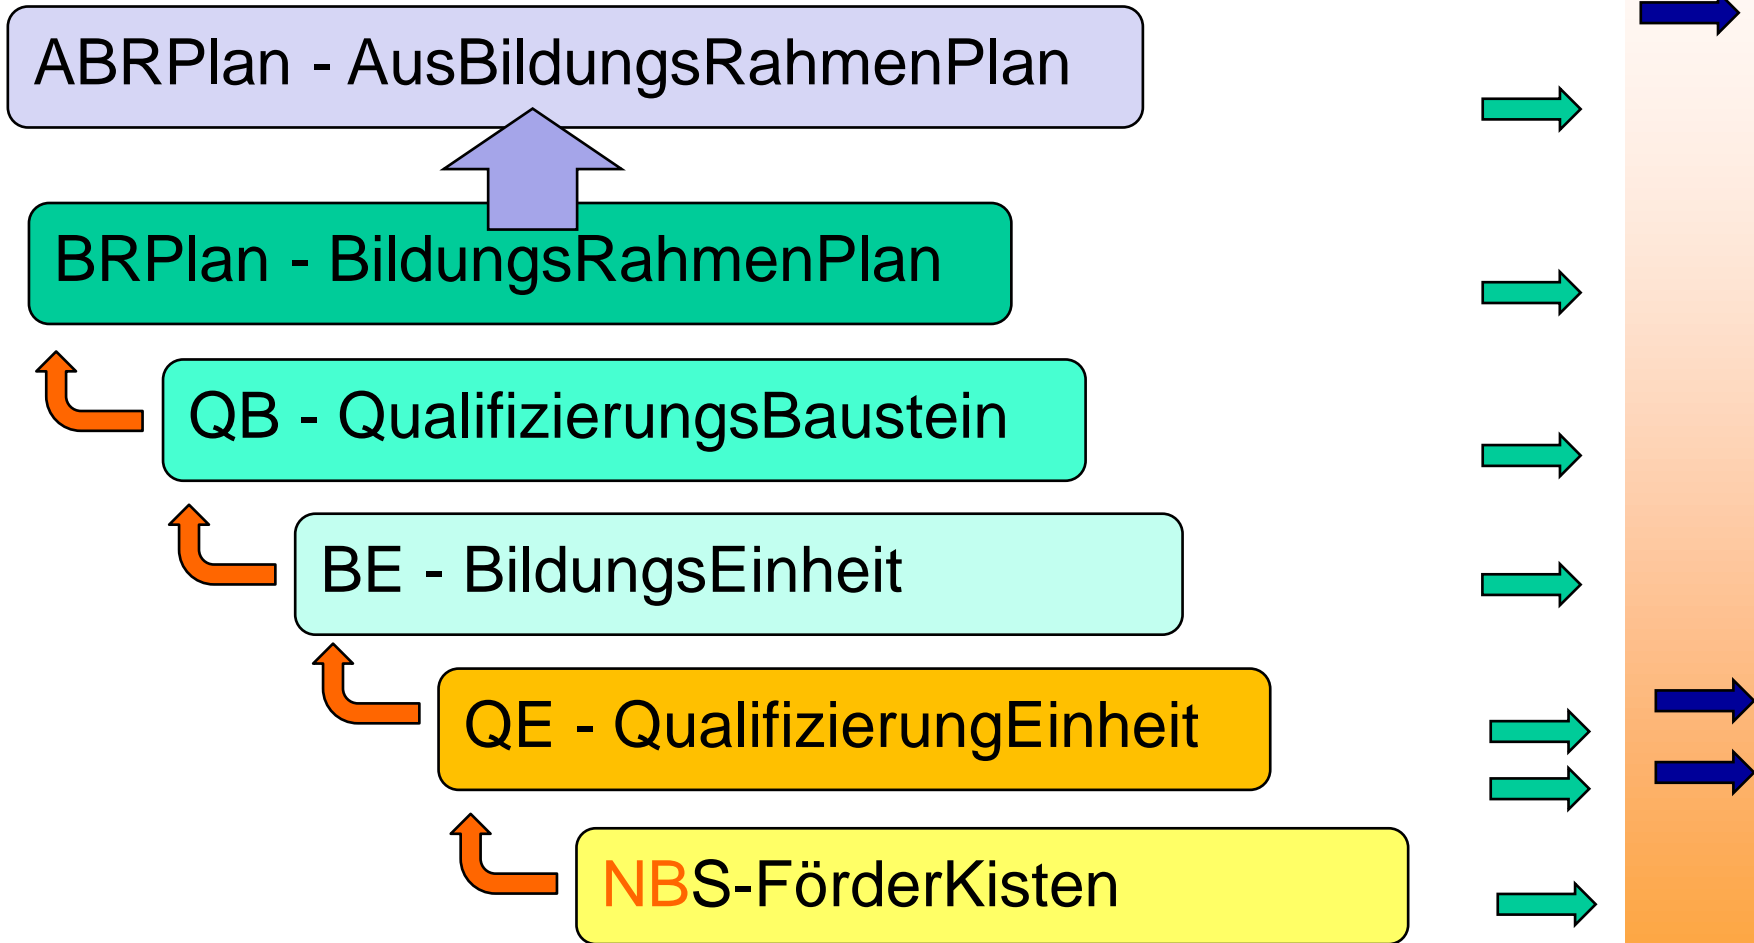 ABRPlan - AusBildungsRahmenPlan
BRPlan - BildungsRahmenPlan
QB - QualifizierungsBaustein
BE - BildungsEinheit
QE - QualifizierungEinheit
NBS-FörderKisten